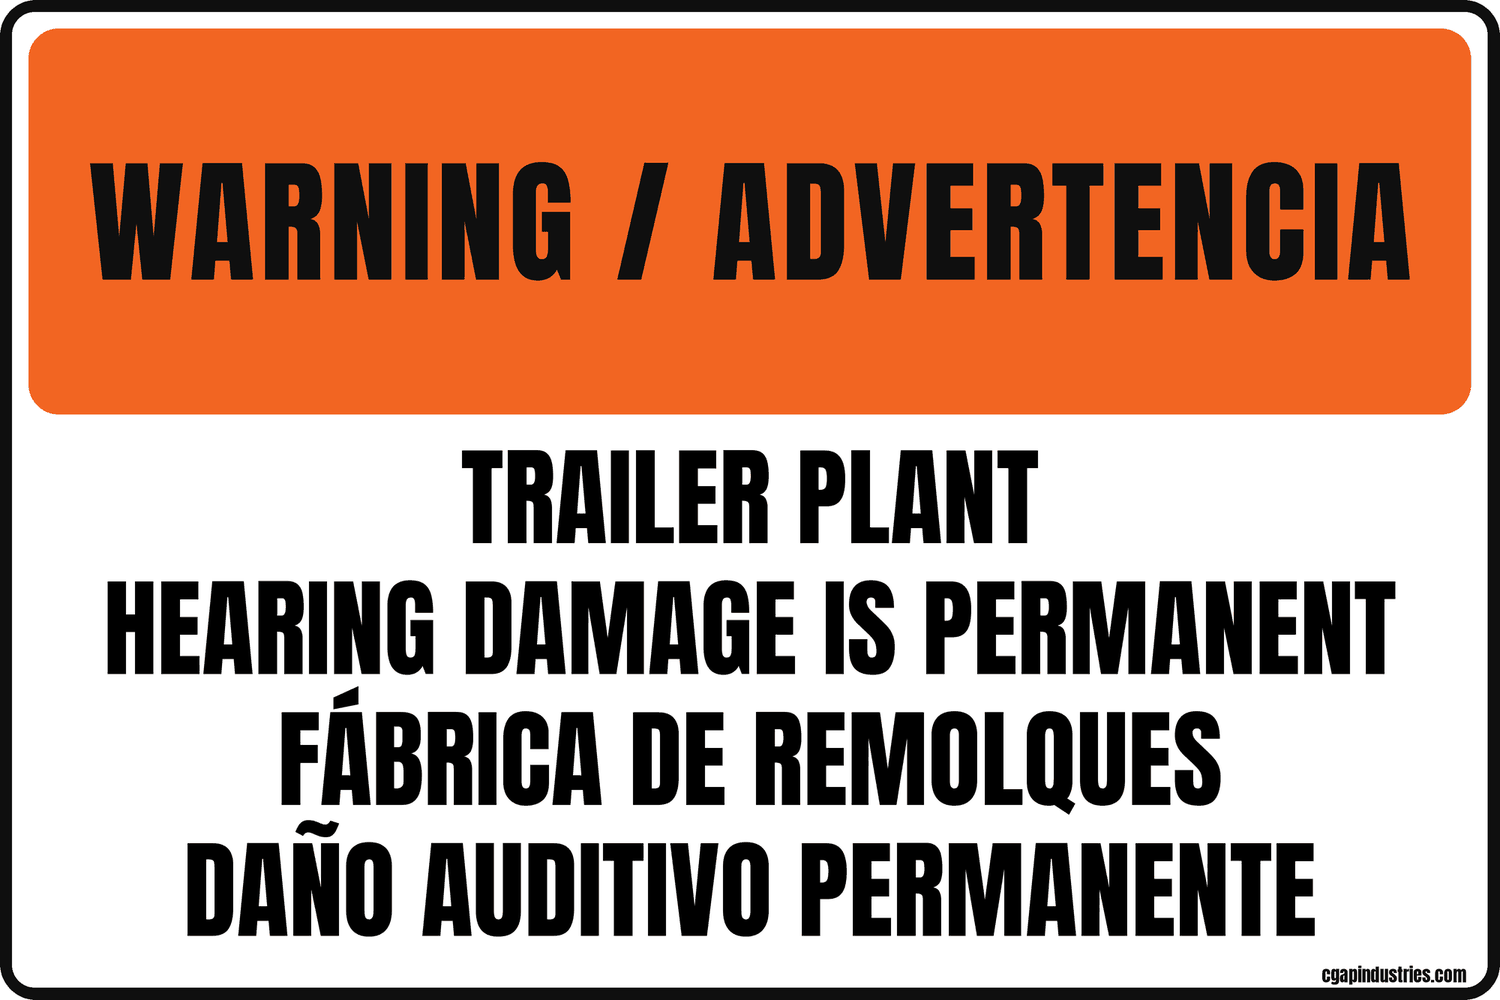 WARNING / ADVERTENCIA
TRAILER PLANT
HEARING DAMAGE IS PERMANENT
FÁBRICA DE REMOLQUES
DAÑO AUDITIVO PERMANENTE
cgapindustries.com